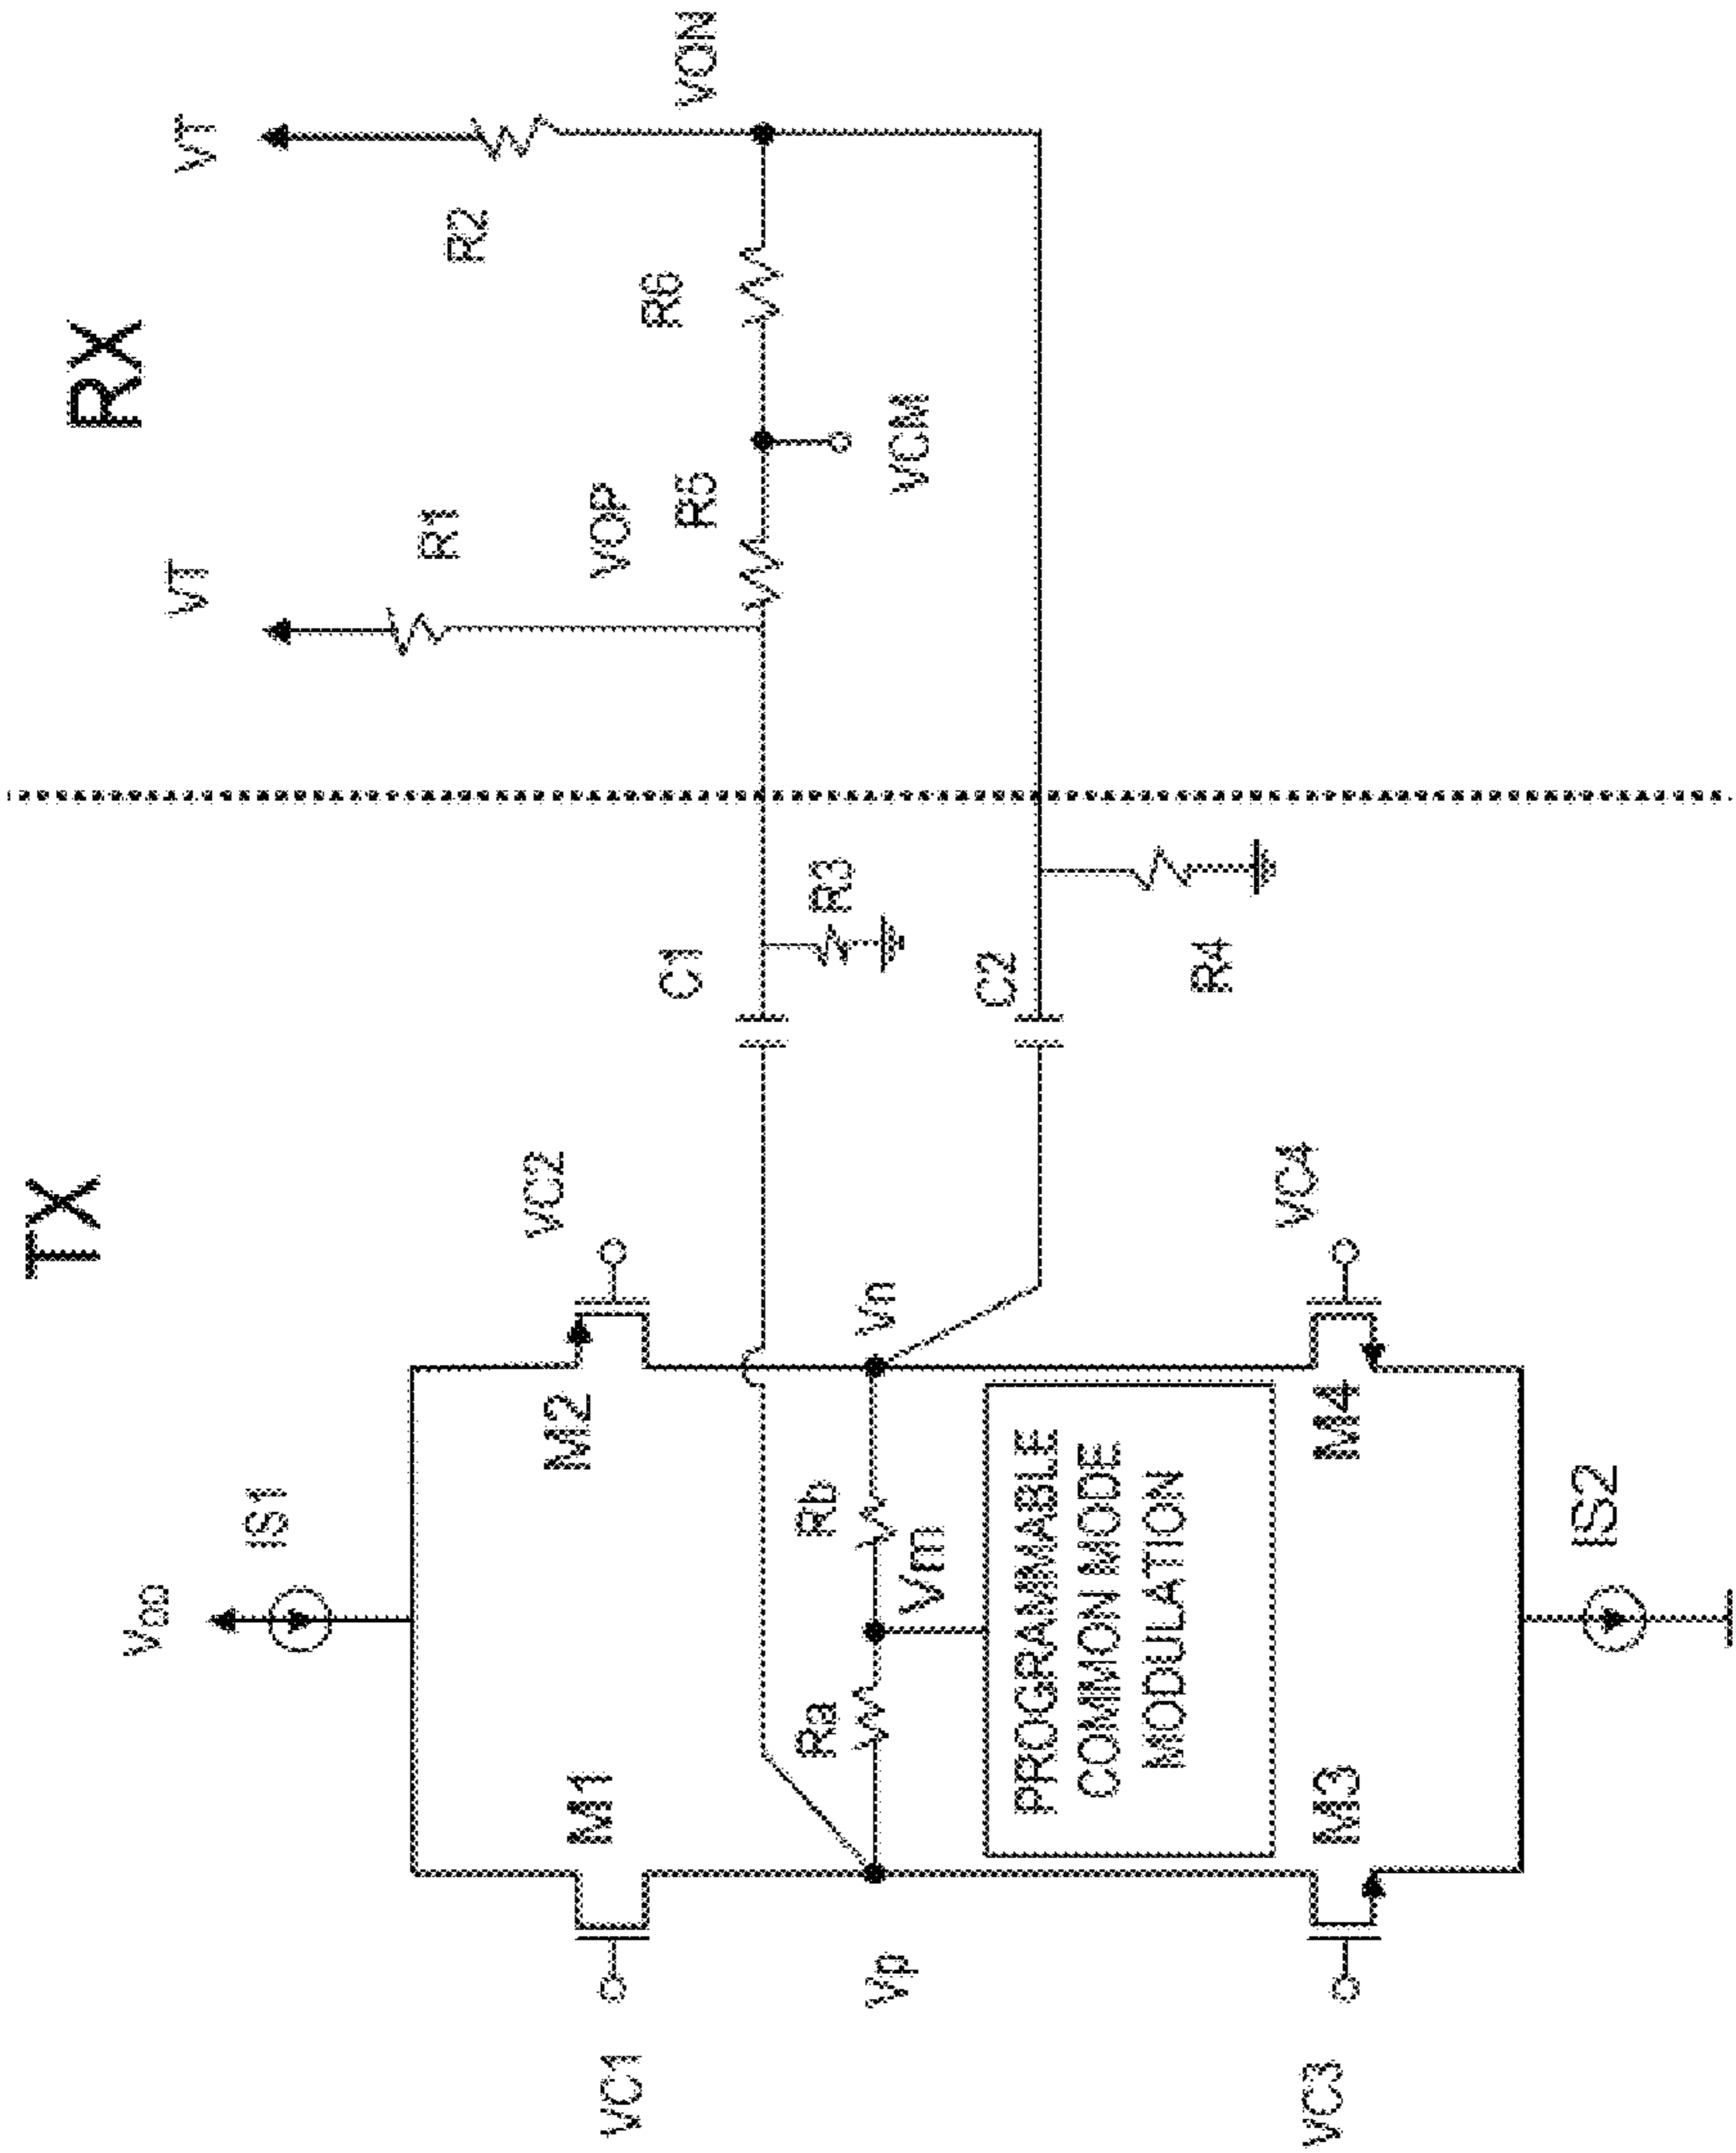 TX
RX
VDD
IS1
VT
VT
R1
R2
VC1
M1
M2
VC2
VOP
VON
C1
R5
R6
Vp
Ra
Rb
Vn
R3
Vm
VCM
C2
PROGRAMMABLE
COMMON MODE
MODULATION
R4
VC3
M3
M4
VC4
IS2